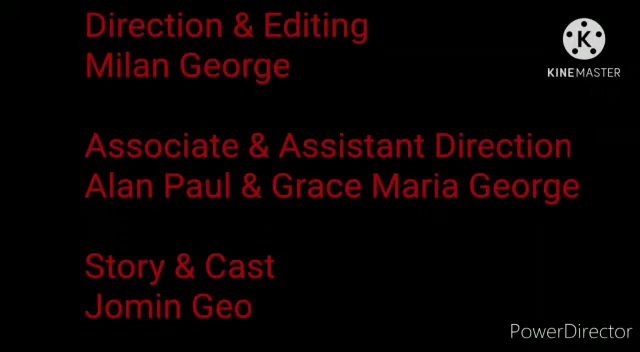 Direction & Editing
Milan George
K
KINEMASTER
Associate & Assistant Direction
Alan Paul & Grace Maria George
Story & Cast
Jomin Geo
PowerDirector